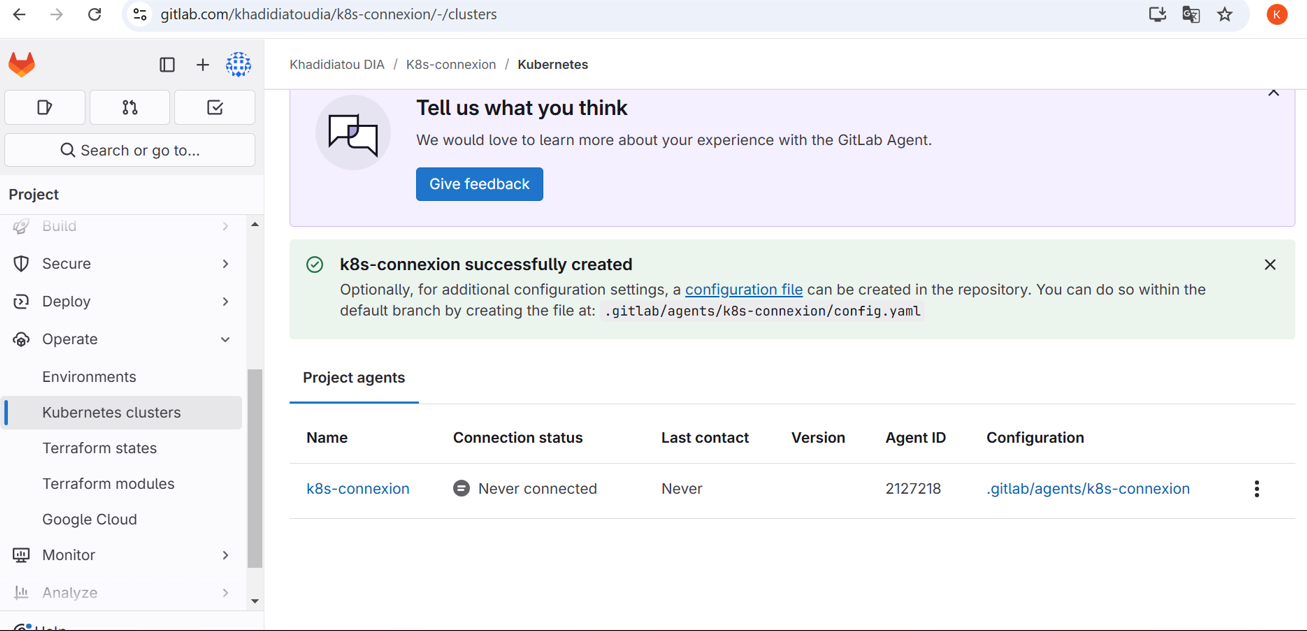 gitlab.com/khadidiatoudia/k8s-connexion/-/clusters
K
Khadidiatou DIA / K8s-connexion / Kubernetes
Search or go to...
Project
Build
Secure
Deploy
Operate
Environments
Kubernetes clusters
Terraform states
Terraform modules
Google Cloud
Monitor
Analyze
Help
Tell us what you think
We would love to learn more about your experience with the GitLab Agent.
Give feedback
k8s-connexion successfully created
Optionally, for additional configuration settings, a configuration file can be created in the repository. You can do so within the
default branch by creating the file at: .gitlab/agents/k8s-connexion/config.yaml
Project agents
Name Connection status Last contact Version Agent ID Configuration
k8s-connexion Never connected Never 2127218 .gitlab/agents/k8s-connexion